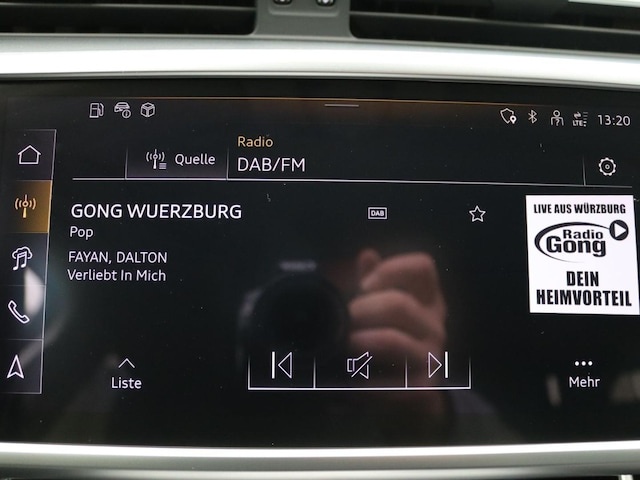 LTE
13:20
Radio
Quelle
DAB/FM
GONG WUERZBURG
DAB
Pop
FAYAN, DALTON
Verliebt In Mich
LIVE AUS WÜRZBURG
Radio
Gong
DEIN
HEIMVORTEIL
Liste
Mehr